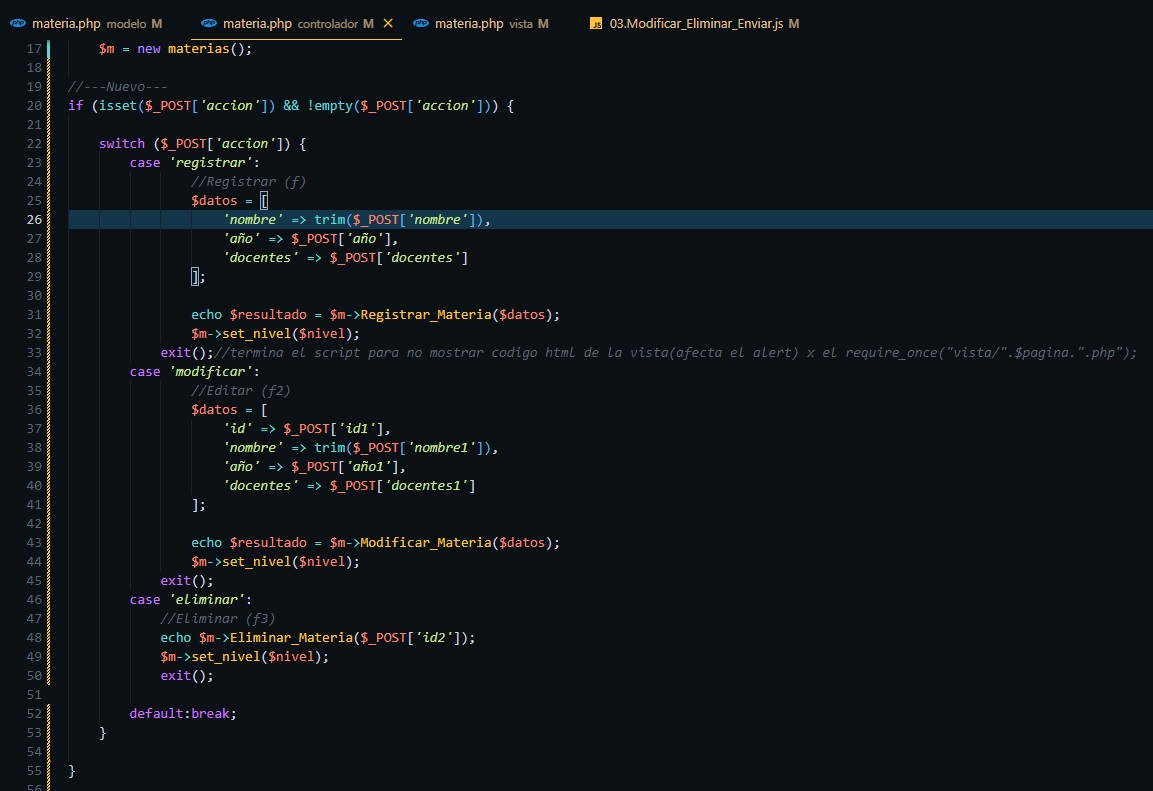 materia.php modelo M materia.php controlador M materia.php vista M JS 03.Modificar_Eliminar_Enviar.js M
17 $m = new materias();
18
19 //---Nuevo---
20 if (isset($_POST['accion']) && !empty($_POST['accion'])) {
21
22 switch ($_POST['accion']) {
23 case 'registrar':
24 //Registrar (f)
25 $datos = [
26 'nombre' => trim($_POST['nombre']),
27 'año' => $_POST['año'],
28 'docentes' => $_POST['docentes']
29 ];
30
31 echo $resultado = $m->Registrar_Materia($datos);
32 $m->set_nivel($nivel);
33 exit();//termina el script para no mostrar codigo html de la vista(afecta el alert) x el require_once("vista/".$pagina.".php");
34 case 'modificar':
35 //Editar (f2)
36 $datos = [
37 'id' => $_POST['id1'],
38 'nombre' => trim($_POST['nombre1']),
39 'año' => $_POST['año1'],
40 'docentes' => $_POST['docentes1']
41 ];
42
43 echo $resultado = $m->Modificar_Materia($datos);
44 $m->set_nivel($nivel);
45 exit();
46 case 'eliminar':
47 //Eliminar (f3)
48 echo $m->Eliminar_Materia($_POST['id2']);
49 $m->set_nivel($nivel);
50 exit();
51
52 default:break;
53 }
54
55 }
56